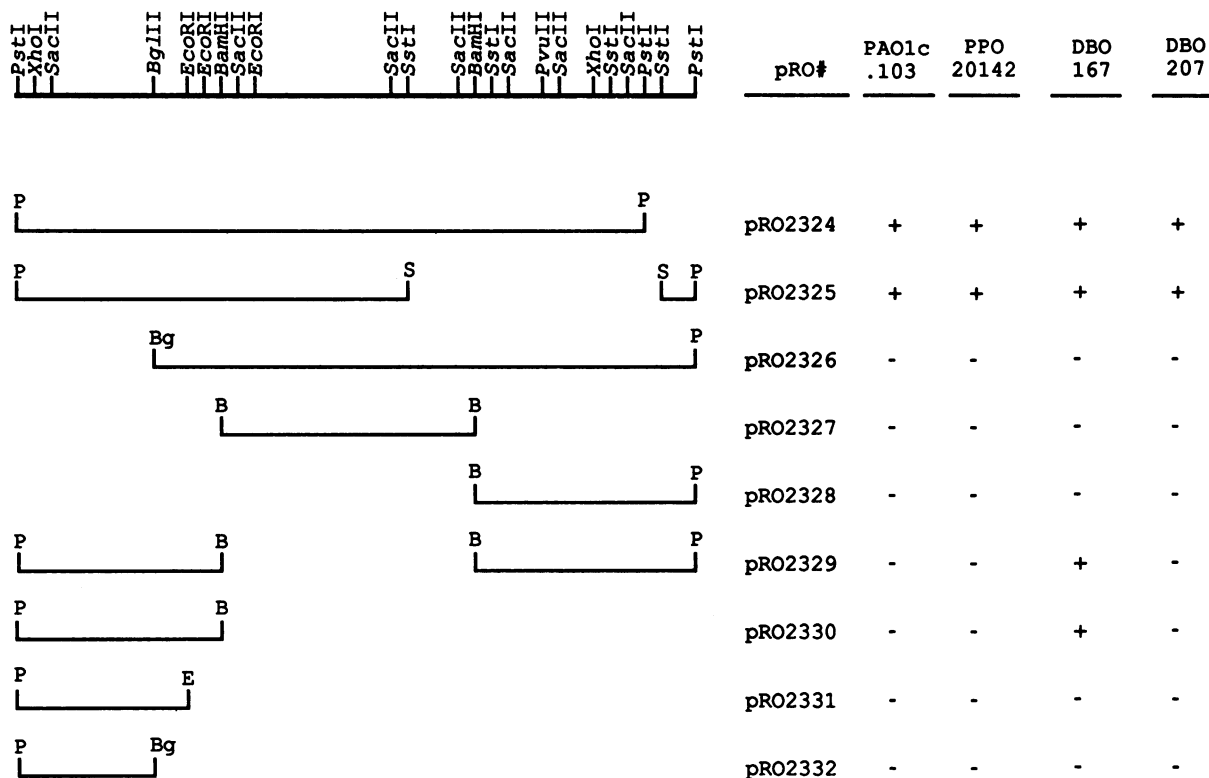 PstI XhoI SacII BglII EcoRI EcoRI BamHI SacII EcoRI SacII SstI SacII BamHI SstI SacII PvuII SacII XhoI SstI SacII PstI SstI PstI
pRO# PAO1c .103 PPO 20142 DBO 167 DBO 207
P P pRO2324 + + + +
P S S P pRO2325 + + + +
Bg P pRO2326 - - - -
B B pRO2327 - - - -
B P pRO2328 - - - -
P B B P pRO2329 - - + -
P B pRO2330 - - + -
P E pRO2331 - - - -
P Bg pRO2332 - - - -